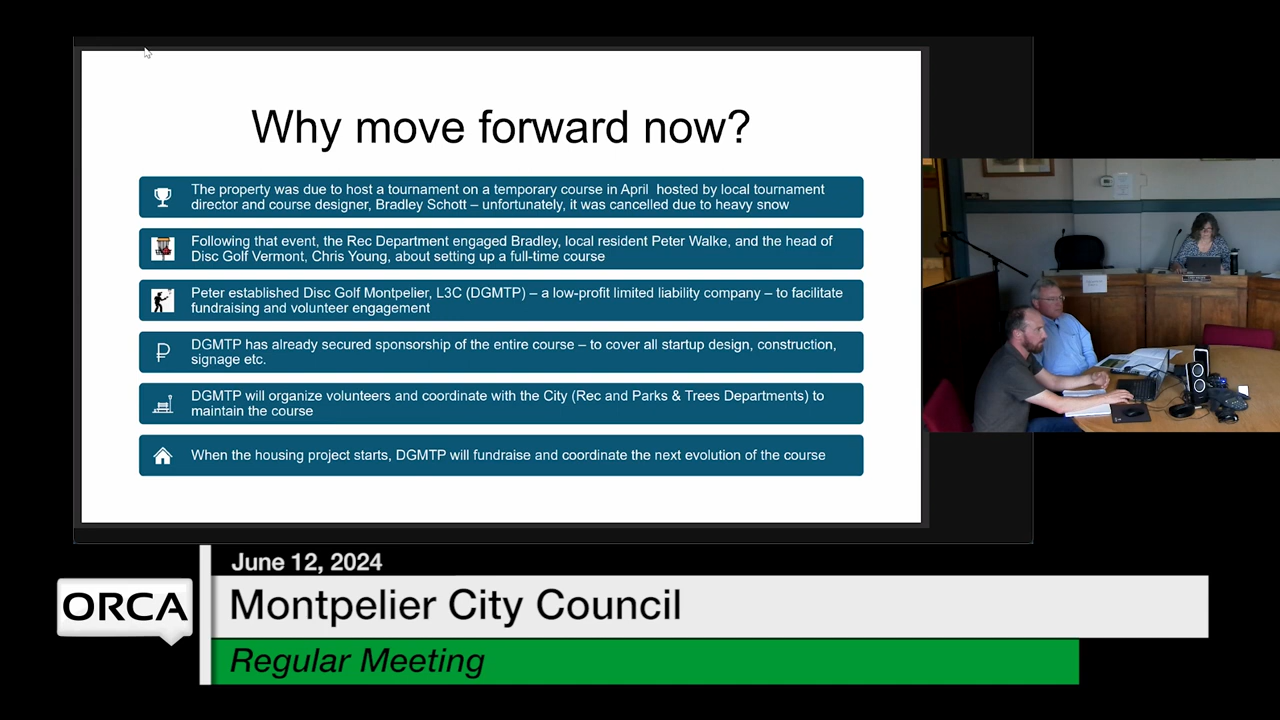 Why move forward now?
The property was due to host a tournament on a temporary course in April hosted by local tournament
director and course designer, Bradley Schott – unfortunately, it was cancelled due to heavy snow
Following that event, the Rec Department engaged Bradley, local resident Peter Walke, and the head of
Disc Golf Vermont, Chris Young, about setting up a full-time course
Peter established Disc Golf Montpelier, L3C (DGMTP) – a low-profit limited liability company – to facilitate
fundraising and volunteer engagement
DGMTP has already secured sponsorship of the entire course – to cover all startup design, construction,
signage etc.
DGMTP will organize volunteers and coordinate with the City (Rec and Parks & Trees Departments) to
maintain the course
When the housing project starts, DGMTP will fundraise and coordinate the next evolution of the course
June 12, 2024
ORCA
Montpelier City Council
Regular Meeting